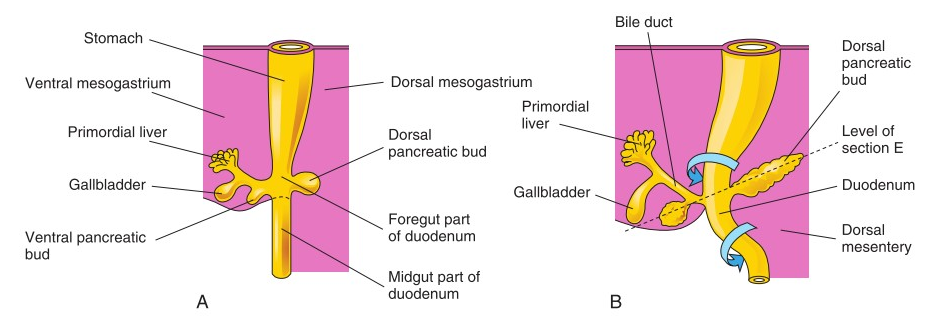 Stomach
Ventral mesogastrium
Primordial liver
Gallbladder
Ventral pancreatic
bud
Dorsal mesogastrium
Dorsal
pancreatic bud
Foregut part
of duodenum
Midgut part of
duodenum
A
Bile duct
Primordial
liver
Gallbladder
Dorsal
pancreatic
bud
Level of
section E
Duodenum
Dorsal
mesentery
B